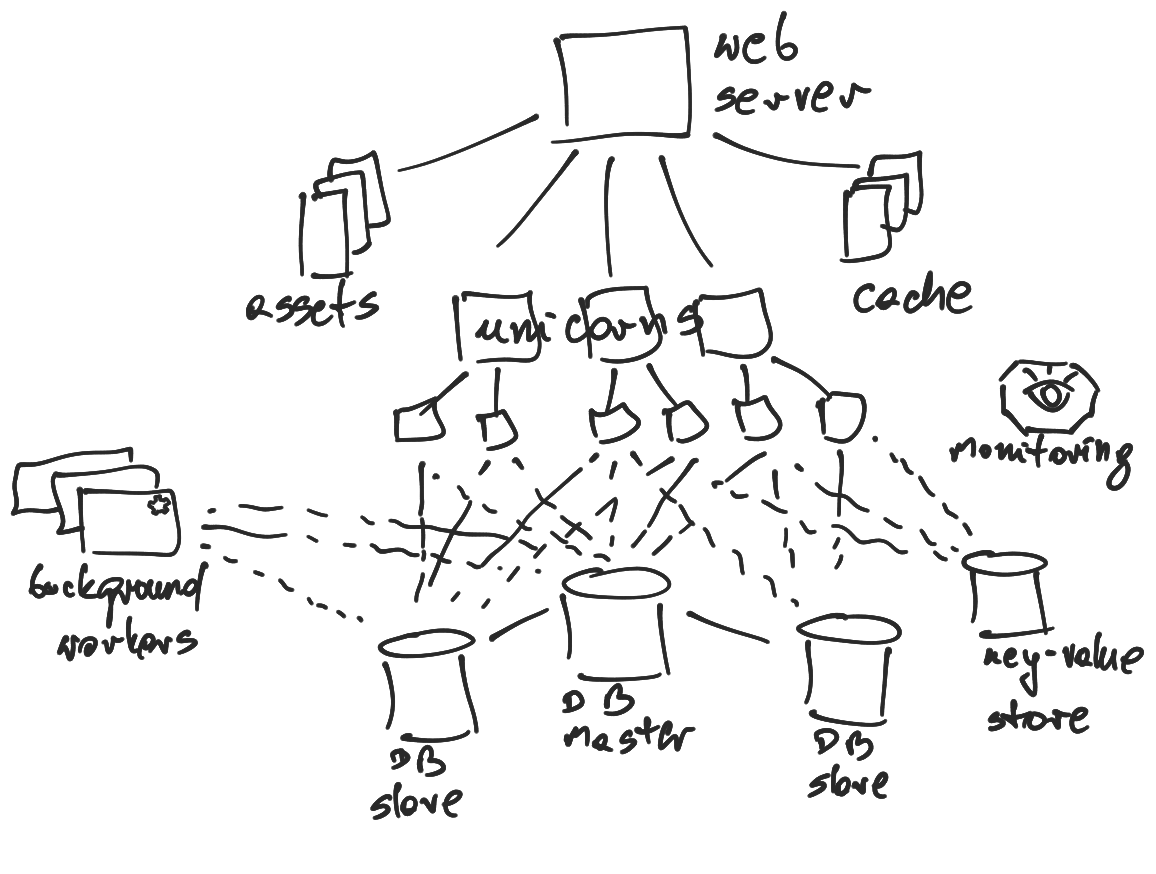 web
server
assets
cache
unicorns
monitoring
background
workers
key-value
store
DB
master
DB
slave
DB
slave